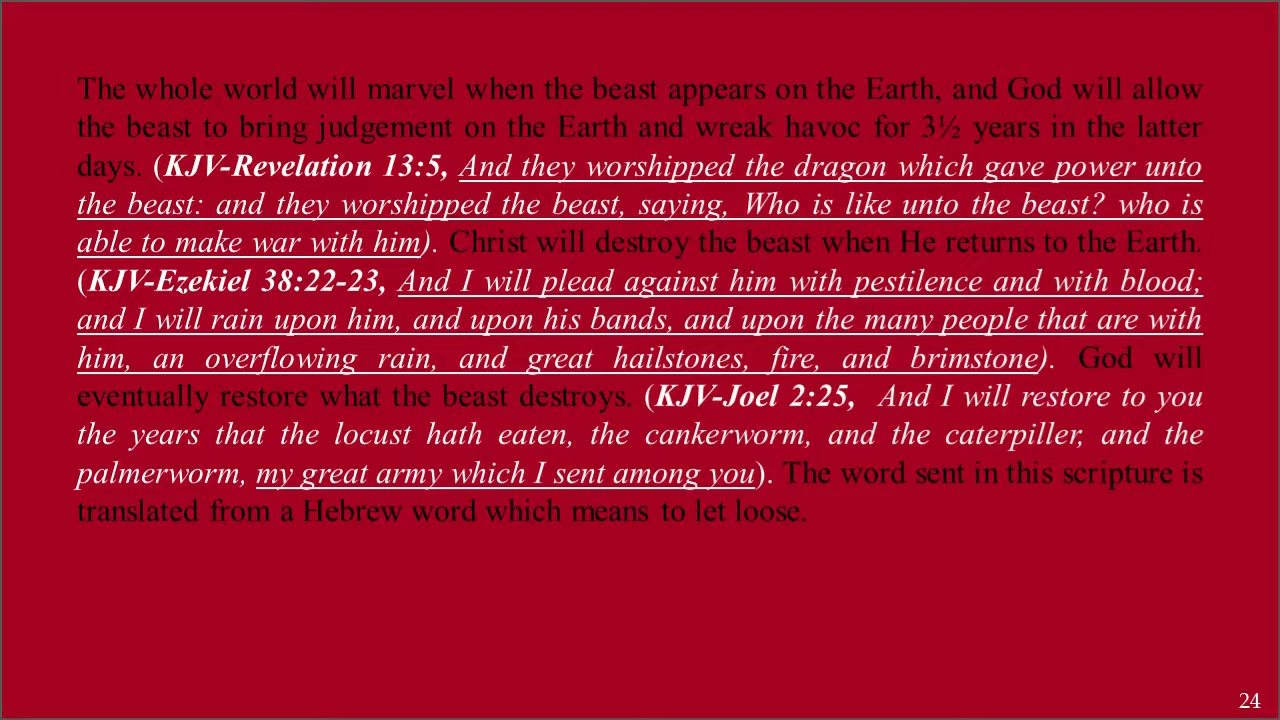 The whole world will marvel when the beast appears on the Earth, and God will allow
the beast to bring judgement on the Earth and wreak havoc for 3½ years in the latter
days. (KJV-Revelation 13:5, And they worshipped the dragon which gave power unto
the beast: and they worshipped the beast, saying, Who is like unto the beast? who is
able to make war with him). Christ will destroy the beast when He returns to the Earth.
(KJV-Ezekiel 38:22-23, And I will plead against him with pestilence and with blood;
and I will rain upon him, and upon his bands, and upon the many people that are with
him, an overflowing rain, and great hailstones, fire, and brimstone). God will
eventually restore what the beast destroys. (KJV-Joel 2:25, And I will restore to you
the years that the locust hath eaten, the cankerworm, and the caterpiller, and the
palmerworm, my great army which I sent among you). The word sent in this scripture is
translated from a Hebrew word which means to let loose.
24